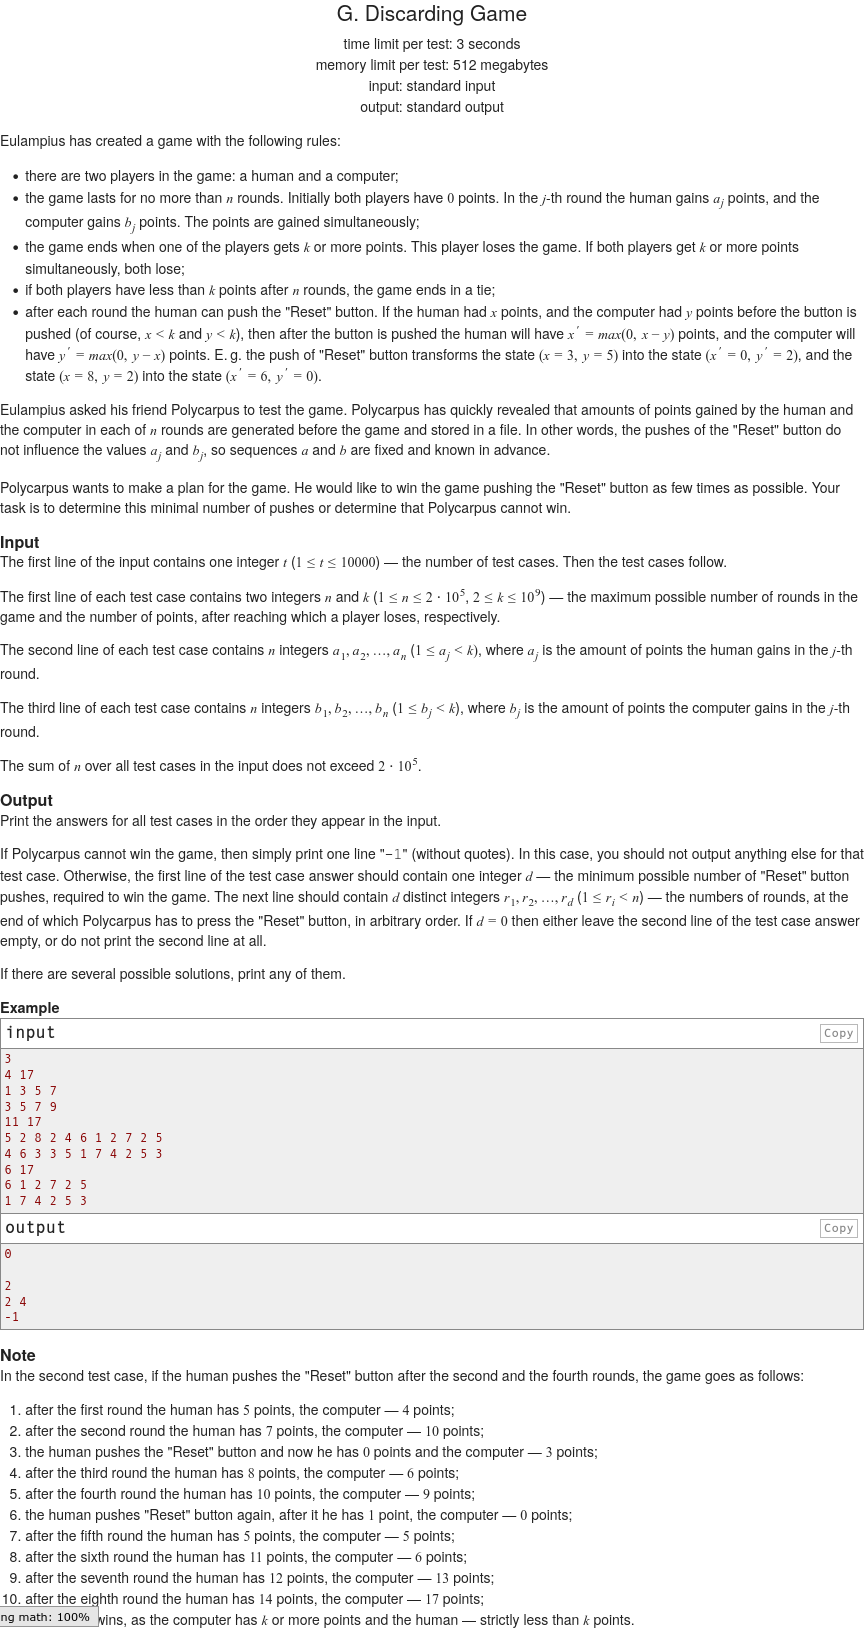 G. Discarding Game
time limit per test: 3 seconds
memory limit per test: 512 megabytes
input: standard input
output: standard output
Eulampius has created a game with the following rules:
• there are two players in the game: a human and a computer;
• the game lasts for no more than n rounds. Initially both players have 0 points. In the j-th round the human gains a_j points, and the
computer gains b_j points. The points are gained simultaneously;
• the game ends when one of the players gets k or more points. This player loses the game. If both players get k or more points
simultaneously, both lose;
• if both players have less than k points after n rounds, the game ends in a tie;
• after each round the human can push the "Reset" button. If the human had x points, and the computer had y points before the button is
pushed (of course, x < k and y < k), then after the button is pushed the human will have x′ = max(0, x − y) points, and the computer will
have y′ = max(0, y − x) points. E. g. the push of "Reset" button transforms the state (x = 3, y = 5) into the state (x′ = 0, y′ = 2), and the
state (x = 8, y = 2) into the state (x′ = 6, y′ = 0).
Eulampius asked his friend Polycarpus to test the game. Polycarpus has quickly revealed that amounts of points gained by the human and
the computer in each of n rounds are generated before the game and stored in a file. In other words, the pushes of the "Reset" button do
not influence the values a_j and b_j, so sequences a and b are fixed and known in advance.
Polycarpus wants to make a plan for the game. He would like to win the game pushing the "Reset" button as few times as possible. Your
task is to determine this minimal number of pushes or determine that Polycarpus cannot win.
Input
The first line of the input contains one integer t (1 ≤ t ≤ 10000) — the number of test cases. Then the test cases follow.
The first line of each test case contains two integers n and k (1 ≤ n ≤ 2 · 10^5, 2 ≤ k ≤ 10^9) — the maximum possible number of rounds in the
game and the number of points, after reaching which a player loses, respectively.
The second line of each test case contains n integers a_1, a_2, ..., a_n (1 ≤ a_j < k), where a_j is the amount of points the human gains in the j-th
round.
The third line of each test case contains n integers b_1, b_2, ..., b_n (1 ≤ b_j < k), where b_j is the amount of points the computer gains in the j-th
round.
The sum of n over all test cases in the input does not exceed 2 · 10^5.
Output
Print the answers for all test cases in the order they appear in the input.
If Polycarpus cannot win the game, then simply print one line "-1" (without quotes). In this case, you should not output anything else for that
test case. Otherwise, the first line of the test case answer should contain one integer d — the minimum possible number of "Reset" button
pushes, required to win the game. The next line should contain d distinct integers r_1, r_2, ..., r_d (1 ≤ r_i < n) — the numbers of rounds, at the
end of which Polycarpus has to press the "Reset" button, in arbitrary order. If d = 0 then either leave the second line of the test case answer
empty, or do not print the second line at all.
If there are several possible solutions, print any of them.
Example
input
Copy
3
4 17
1 3 5 7
3 5 7 9
11 17
5 2 8 2 4 6 1 2 7 2 5
4 6 3 3 5 1 7 4 2 5 3
6 17
6 1 2 7 2 5
1 7 4 2 5 3
output
Copy
0
2
2 4
-1
Note
In the second test case, if the human pushes the "Reset" button after the second and the fourth rounds, the game goes as follows:
1. after the first round the human has 5 points, the computer — 4 points;
2. after the second round the human has 7 points, the computer — 10 points;
3. the human pushes the "Reset" button and now he has 0 points and the computer — 3 points;
4. after the third round the human has 8 points, the computer — 6 points;
5. after the fourth round the human has 10 points, the computer — 9 points;
6. the human pushes "Reset" button again, after it he has 1 point, the computer — 0 points;
7. after the fifth round the human has 5 points, the computer — 5 points;
8. after the sixth round the human has 11 points, the computer — 6 points;
9. after the seventh round the human has 12 points, the computer — 13 points;
10. after the eighth round the human has 14 points, the computer — 17 points;
ng math: 100%
wins, as the computer has k or more points and the human — strictly less than k points.